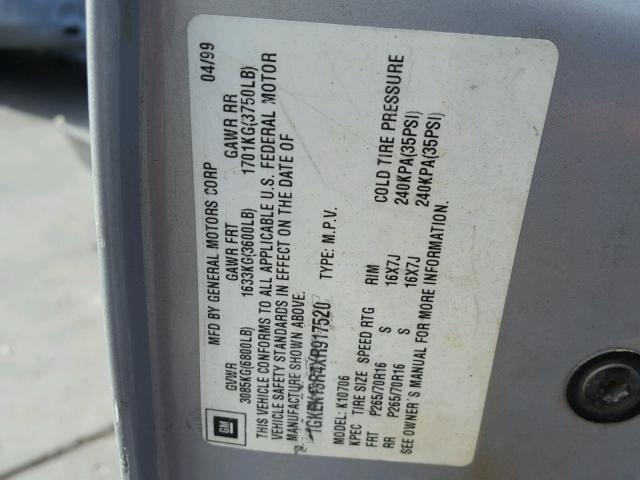 MFD BY GENERAL MOTORS CORP 04/99
GVWR GAWR FRT GAWR RR
3085KG(6800LB) 1633KG(3600LB) 1701KG(3750LB)
THIS VEHICLE CONFORMS TO ALL APPLICABLE U.S. FEDERAL MOTOR
VEHICLE SAFETY STANDARDS IN EFFECT ON THE DATE OF
MANUFACTURE SHOWN ABOVE.
1GKEK13R4XR917520 TYPE: M.P.V.
MODEL: K10706
KPEC TIRE SIZE SPEED RTG RIM COLD TIRE PRESSURE
FRT P265/70R16 S 16X7J 240KPA(35PSI)
RR P265/70R16 S 16X7J 240KPA(35PSI)
SEE OWNER'S MANUAL FOR MORE INFORMATION.
GM